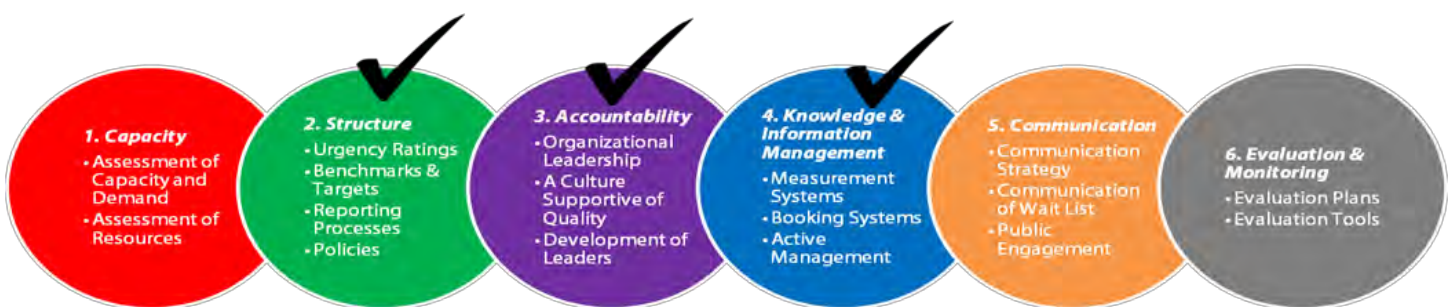 1. Capacity
•Assessment of
Capacity and
Demand
•Assessment of
Resources
2. Structure
•Urgency Ratings
•Benchmarks &
Targets
•Reporting
Processes
•Policies
3. Accountability
•Organizational
Leadership
•A Culture
Supportive of
Quality
•Development of
Leaders
4. Knowledge &
Information
Management
•Measurement
Systems
•Booking Systems
•Active
Management
5. Communication
•Communication
Strategy
•Communication
of Wait List
•Public
Engagement
6. Evaluation &
Monitoring
•Evaluation Plans
•Evaluation Tools